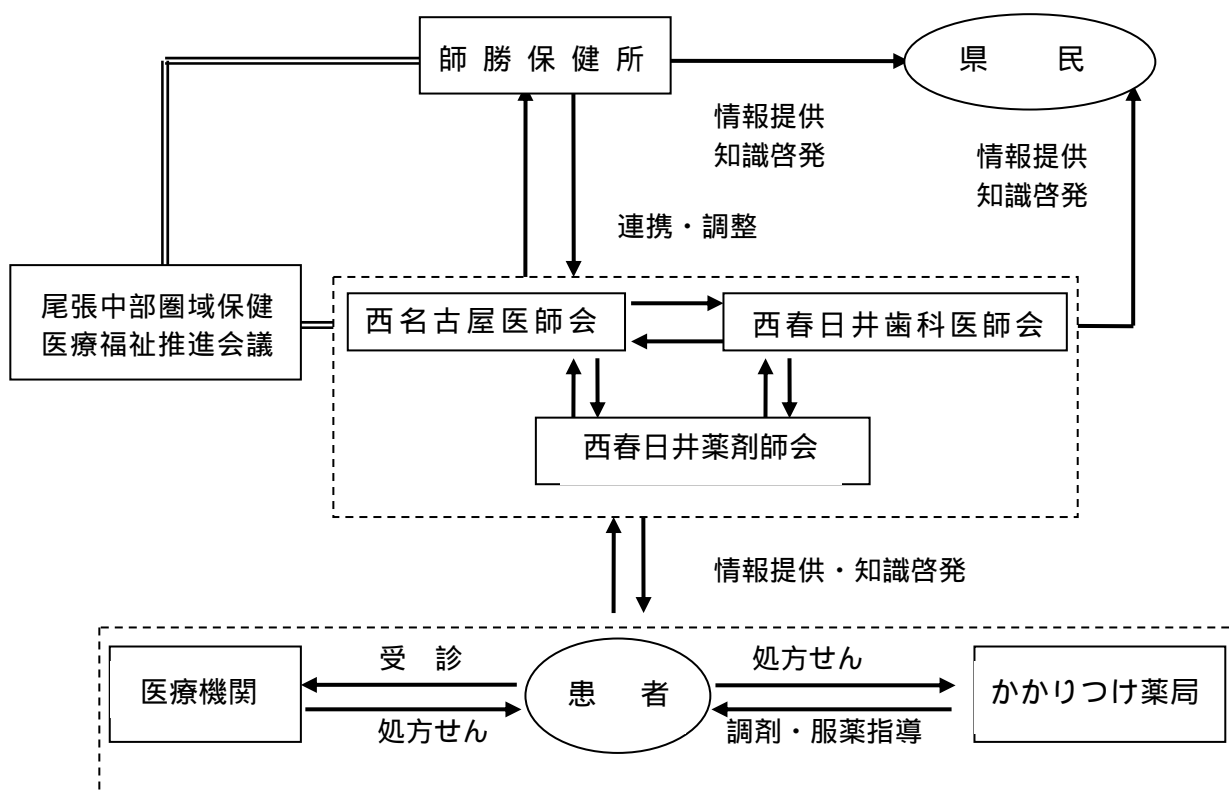 師勝保健所
県　民
情報提供
知識啓発
情報提供
知識啓発
連携・調整
尾張中部圏域保健
医療福祉推進会議
西名古屋医師会
西春日井歯科医師会
西春日井薬剤師会
情報提供・知識啓発
受　診
処方せん
医療機関
患　者
かかりつけ薬局
処方せん
調剤・服薬指導